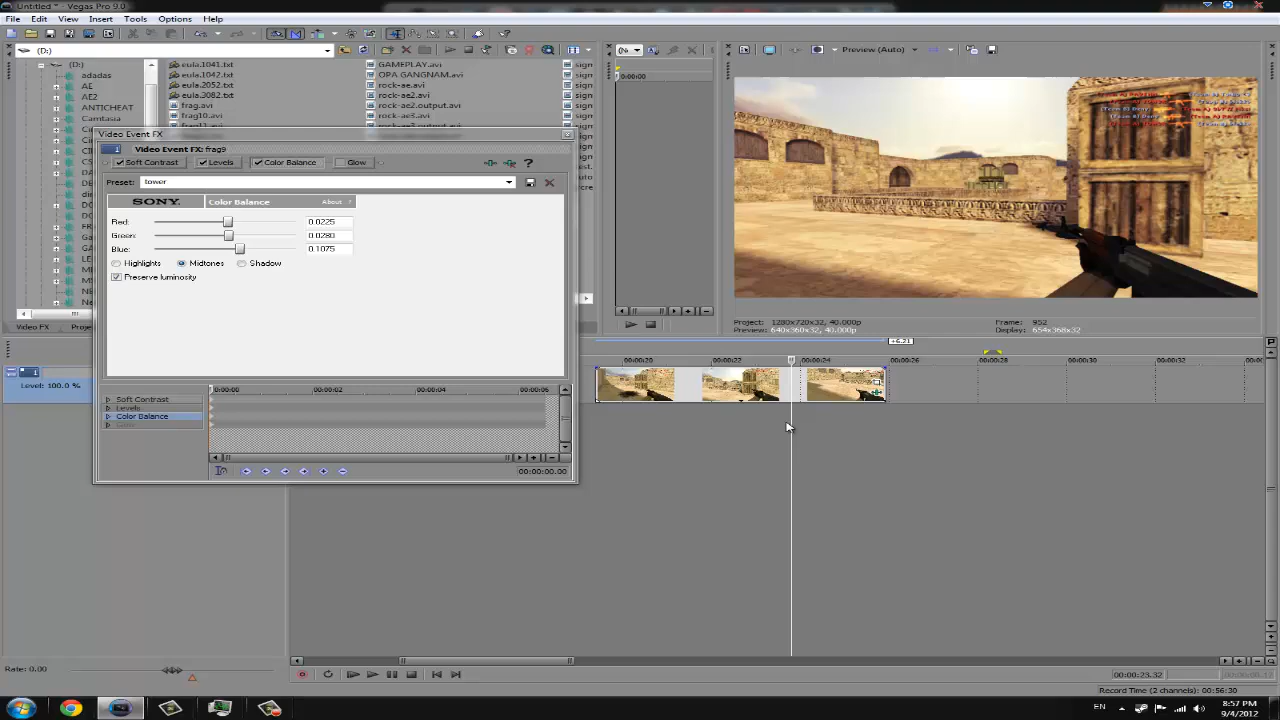 Untitled * - Vegas Pro 9.0
File Edit View Insert Tools Options Help
(D:)
Preview (Auto)
(D:)
adadas
AE
AE2
ANTICHEAT
Camtasia
eula.1041.txt
eula.1042.txt
eula.2052.txt
eula.3082.txt
frag.avi
frag10.avi
GAMEPLAY.avi
OPA GANGNAM.avi
rock-ae.avi
rock-ae2.avi
rock-ae2.output.avi
rock-ae3.avi
0:00:00
Video Event FX
Video Event FX: frag9
Soft Contrast Levels Color Balance Glow
Preset: tower
SONY. Color Balance About ?
Red: 0.0225
Green: 0.0280
Blue: 0.1075
Highlights Midtones Shadow
Preserve luminosity
Video FX
Project: 1280x720x32, 40.000p
Preview: 640x360x32, 40.000p
Frame: 952
Display: 654x368x32
+6.21
Level: 100.0 %
00:00:20 00:00:22 00:00:24 00:00:26 00:00:28 00:00:30 00:00:32
0:00:00 00:00:02 00:00:04 00:00:06
Soft Contrast
Levels
Color Balance
Glow
00:00:00.00
Rate: 0.00
00:00:23.32
Record Time (2 channels): 00:56:30
EN
8:57 PM
9/4/2012